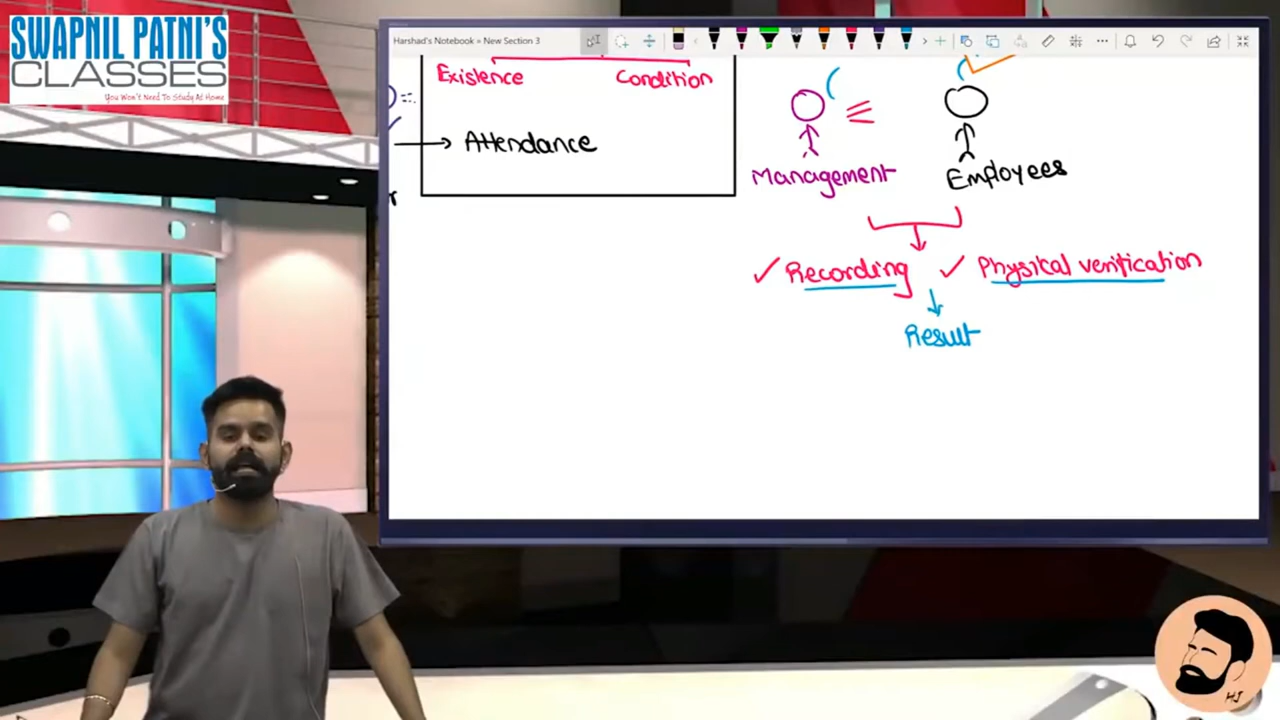 SWAPNIL PATNI'S
CLASSES
You Won't Need To Study At Home
Harshad's Notebook » New Section 3
Existence Condition
Attendance
Management Employees
✓ Recording ✓ Physical verification
Result
HJ